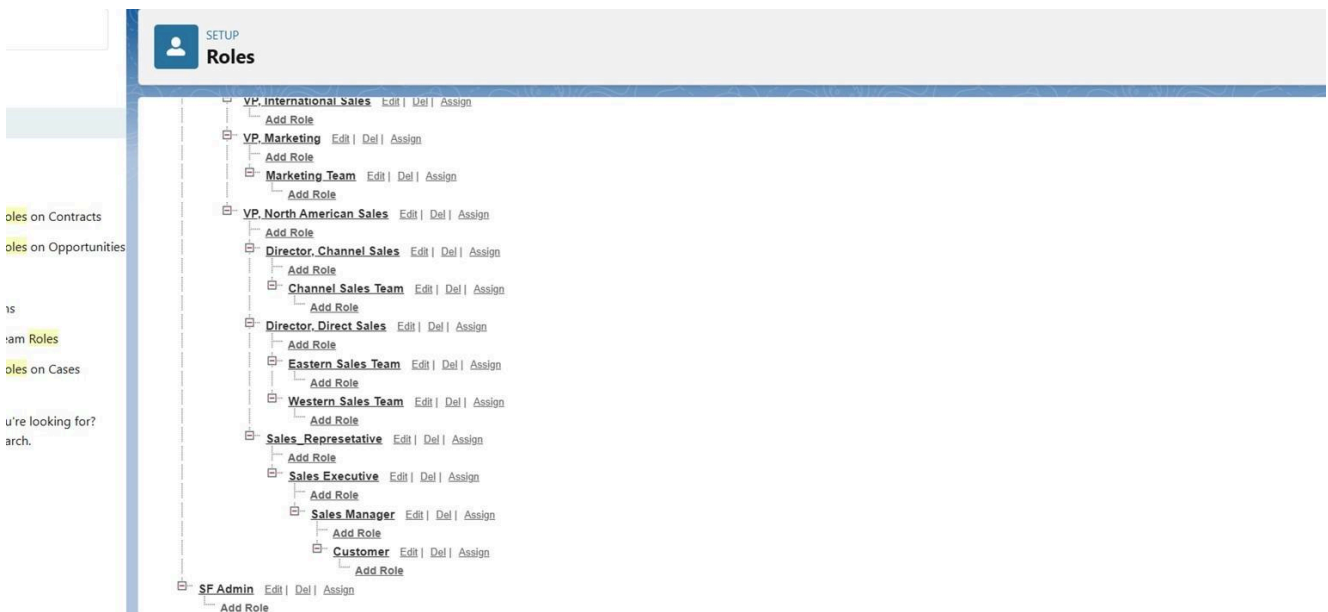 SETUP
Roles
VP, International Sales Edit | Del | Assign
Add Role
VP, Marketing Edit | Del | Assign
Add Role
Marketing Team Edit | Del | Assign
Add Role
VP, North American Sales Edit | Del | Assign
oles on Contracts
Add Role
oles on Opportunities
Director, Channel Sales Edit | Del | Assign
Add Role
Channel Sales Team Edit | Del | Assign
ns
Add Role
Director, Direct Sales Edit | Del | Assign
eam Roles
Add Role
Eastern Sales Team Edit | Del | Assign
oles on Cases
Add Role
Western Sales Team Edit | Del | Assign
u're looking for?
Add Role
arch.
Sales_Represetative Edit | Del | Assign
Add Role
Sales Executive Edit | Del | Assign
Add Role
Sales Manager Edit | Del | Assign
Add Role
Customer Edit | Del | Assign
Add Role
SF Admin Edit | Del | Assign
Add Role